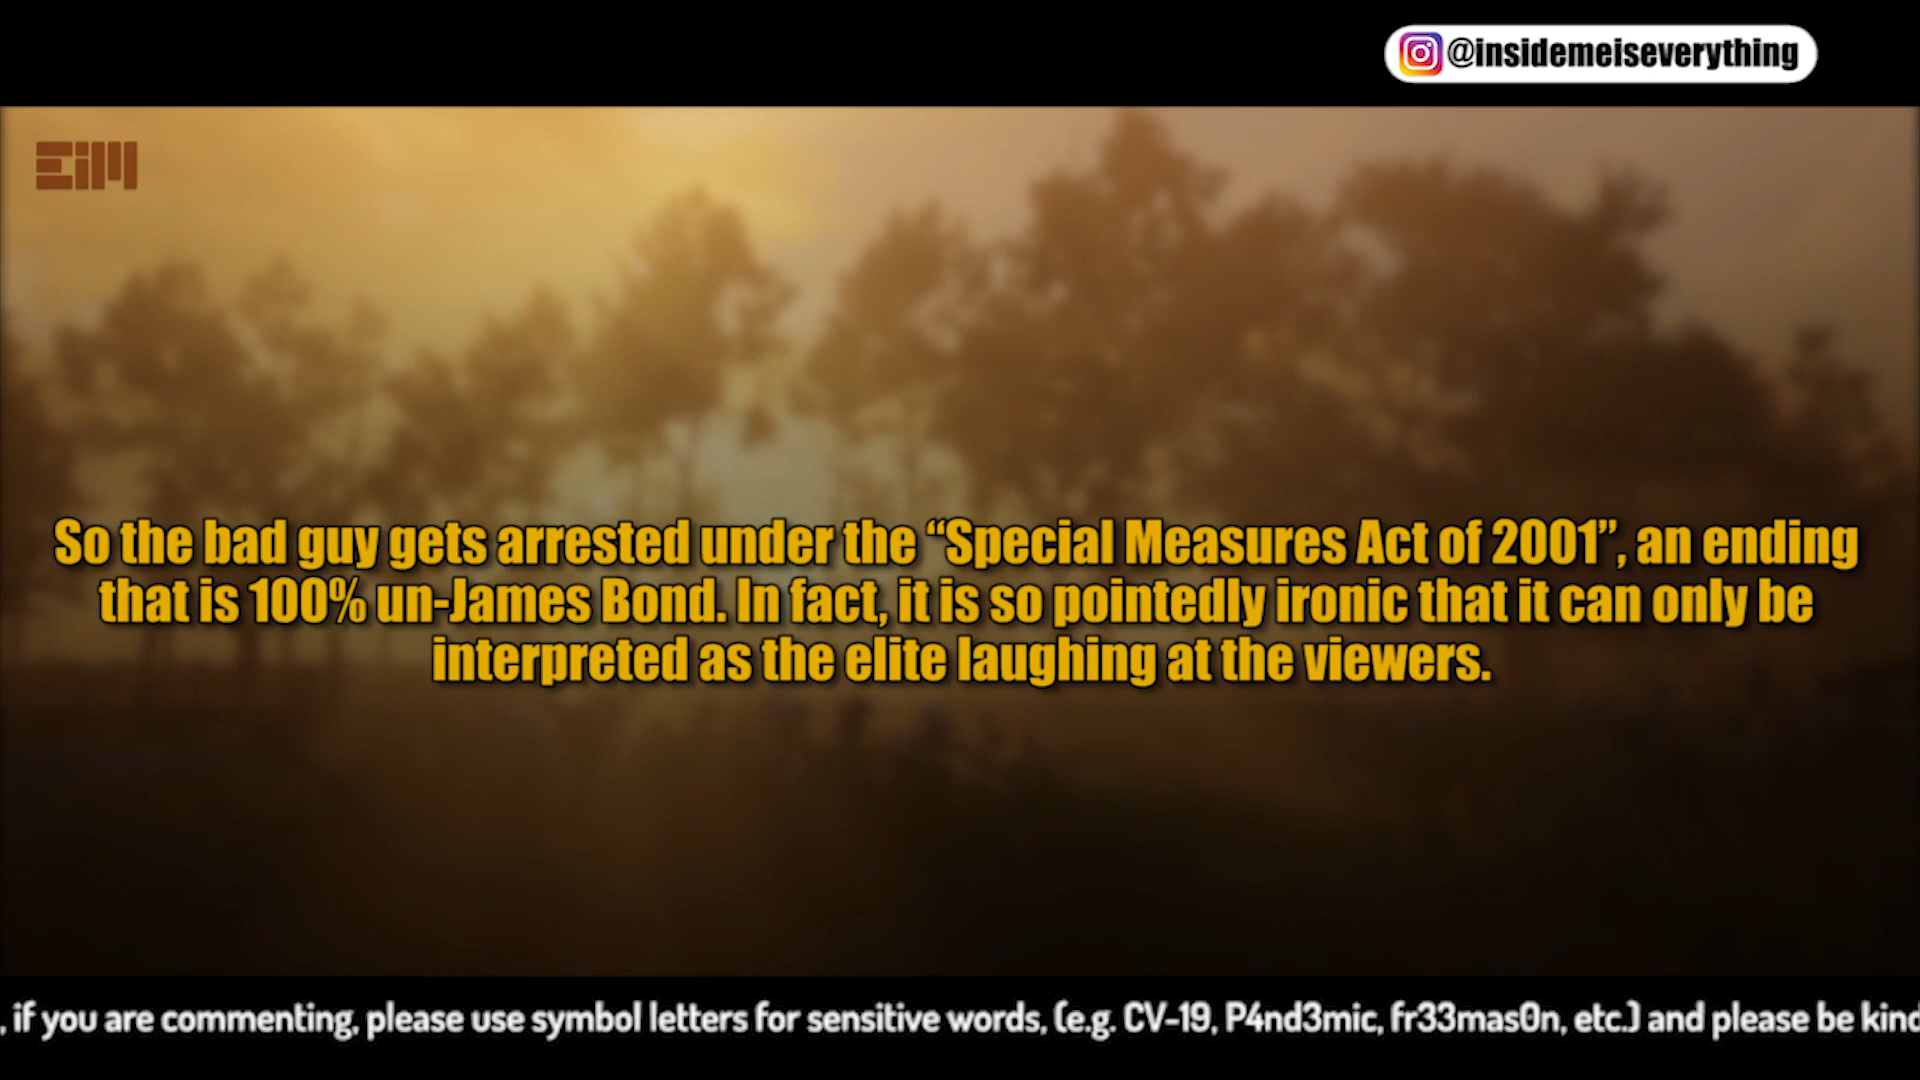 @insidemeiseverything
EiM
So the bad guy gets arrested under the “Special Measures Act of 2001”, an ending
that is 100% un-James Bond. In fact, it is so pointedly ironic that it can only be
interpreted as the elite laughing at the viewers.
, if you are commenting, please use symbol letters for sensitive words, (e.g. CV-19, P4nd3mic, fr33mas0n, etc.) and please be kind